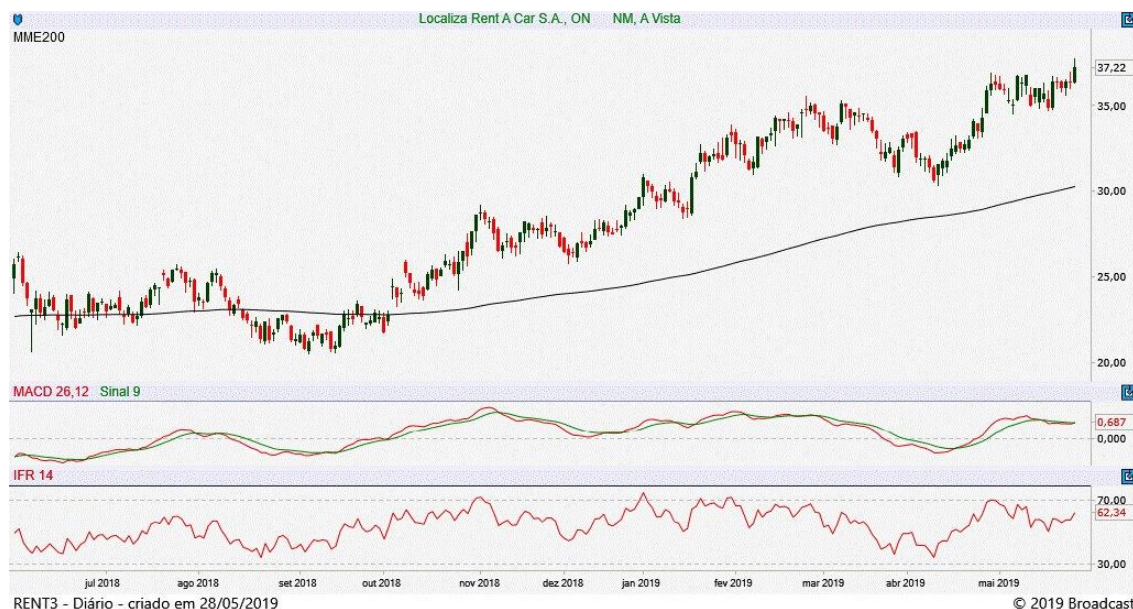 Localiza Rent A Car S.A., ON NM, A Vista
MME200
37,22
35,00
30,00
25,00
20,00
MACD 26,12 Sinal 9
0,687
0,000
IFR 14
70,00
62,34
30,00
jul 2018 ago 2018 set 2018 out 2018 nov 2018 dez 2018 jan 2019 fev 2019 mar 2019 abr 2019 mai 2019
RENT3 - Diário - criado em 28/05/2019 © 2019 Broadcast